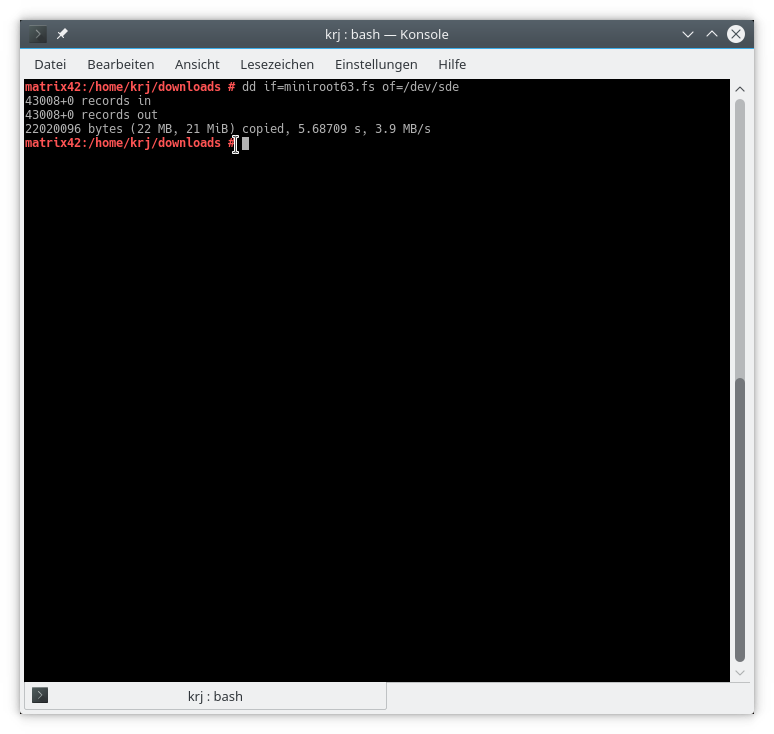 krj : bash — Konsole
Datei Bearbeiten Ansicht Lesezeichen Einstellungen Hilfe
matrix42:/home/krj/downloads # dd if=miniroot63.fs of=/dev/sde
43008+0 records in
43008+0 records out
22020096 bytes (22 MB, 21 MiB) copied, 5.68709 s, 3.9 MB/s
matrix42:/home/krj/downloads #
krj : bash